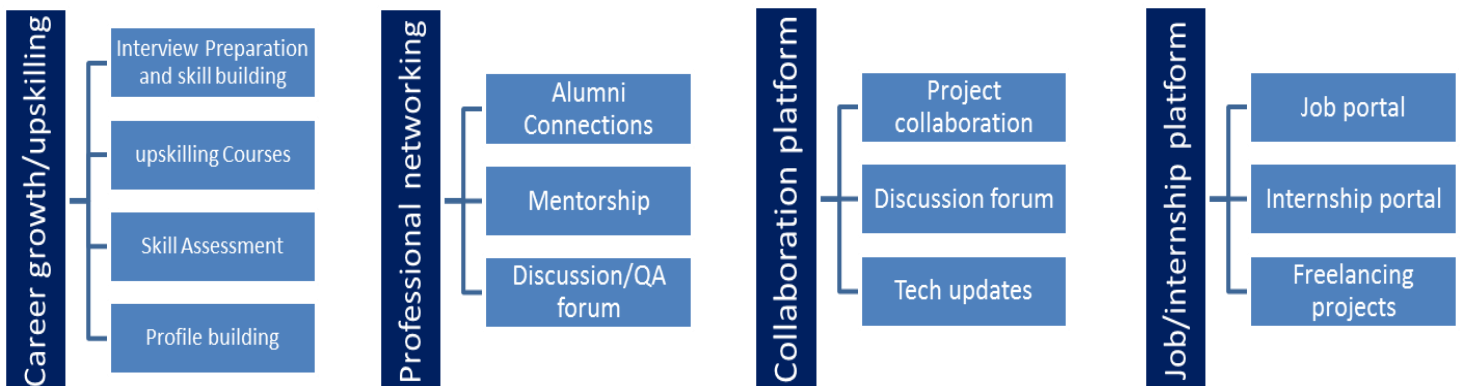 Career growth/upskilling
Interview Preparation
and skill building
upskilling Courses
Skill Assessment
Profile building
Professional networking
Alumni
Connections
Mentorship
Discussion/QA
forum
Collaboration platform
Project
collaboration
Discussion forum
Tech updates
Job/internship platform
Job portal
Internship portal
Freelancing
projects